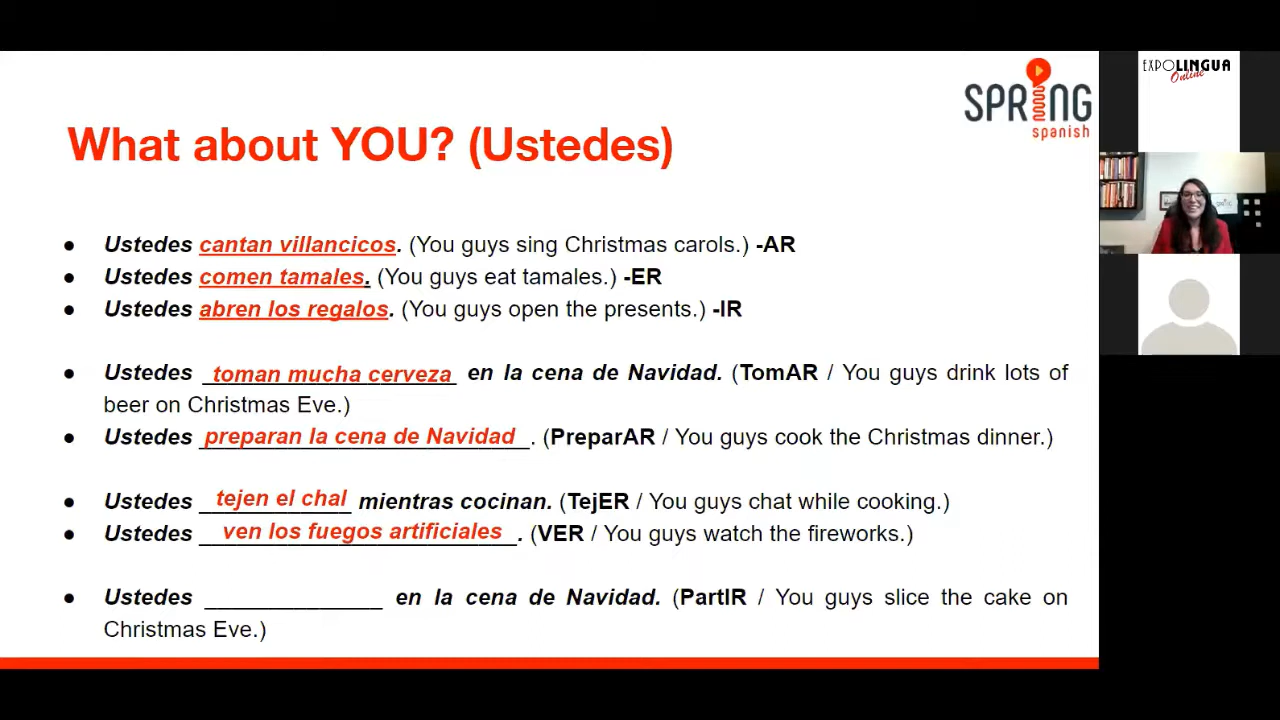 SPRING
spanish
EXPOLINGUA
Online
What about YOU? (Ustedes)
● Ustedes cantan villancicos. (You guys sing Christmas carols.) -AR
● Ustedes comen tamales. (You guys eat tamales.) -ER
● Ustedes abren los regalos. (You guys open the presents.) -IR
● Ustedes toman mucha cerveza en la cena de Navidad. (TomAR / You guys drink lots of
beer on Christmas Eve.)
● Ustedes preparan la cena de Navidad. (PreparAR / You guys cook the Christmas dinner.)
● Ustedes tejen el chal mientras cocinan. (TejER / You guys chat while cooking.)
● Ustedes ven los fuegos artificiales. (VER / You guys watch the fireworks.)
● Ustedes ______________ en la cena de Navidad. (PartIR / You guys slice the cake on
Christmas Eve.)